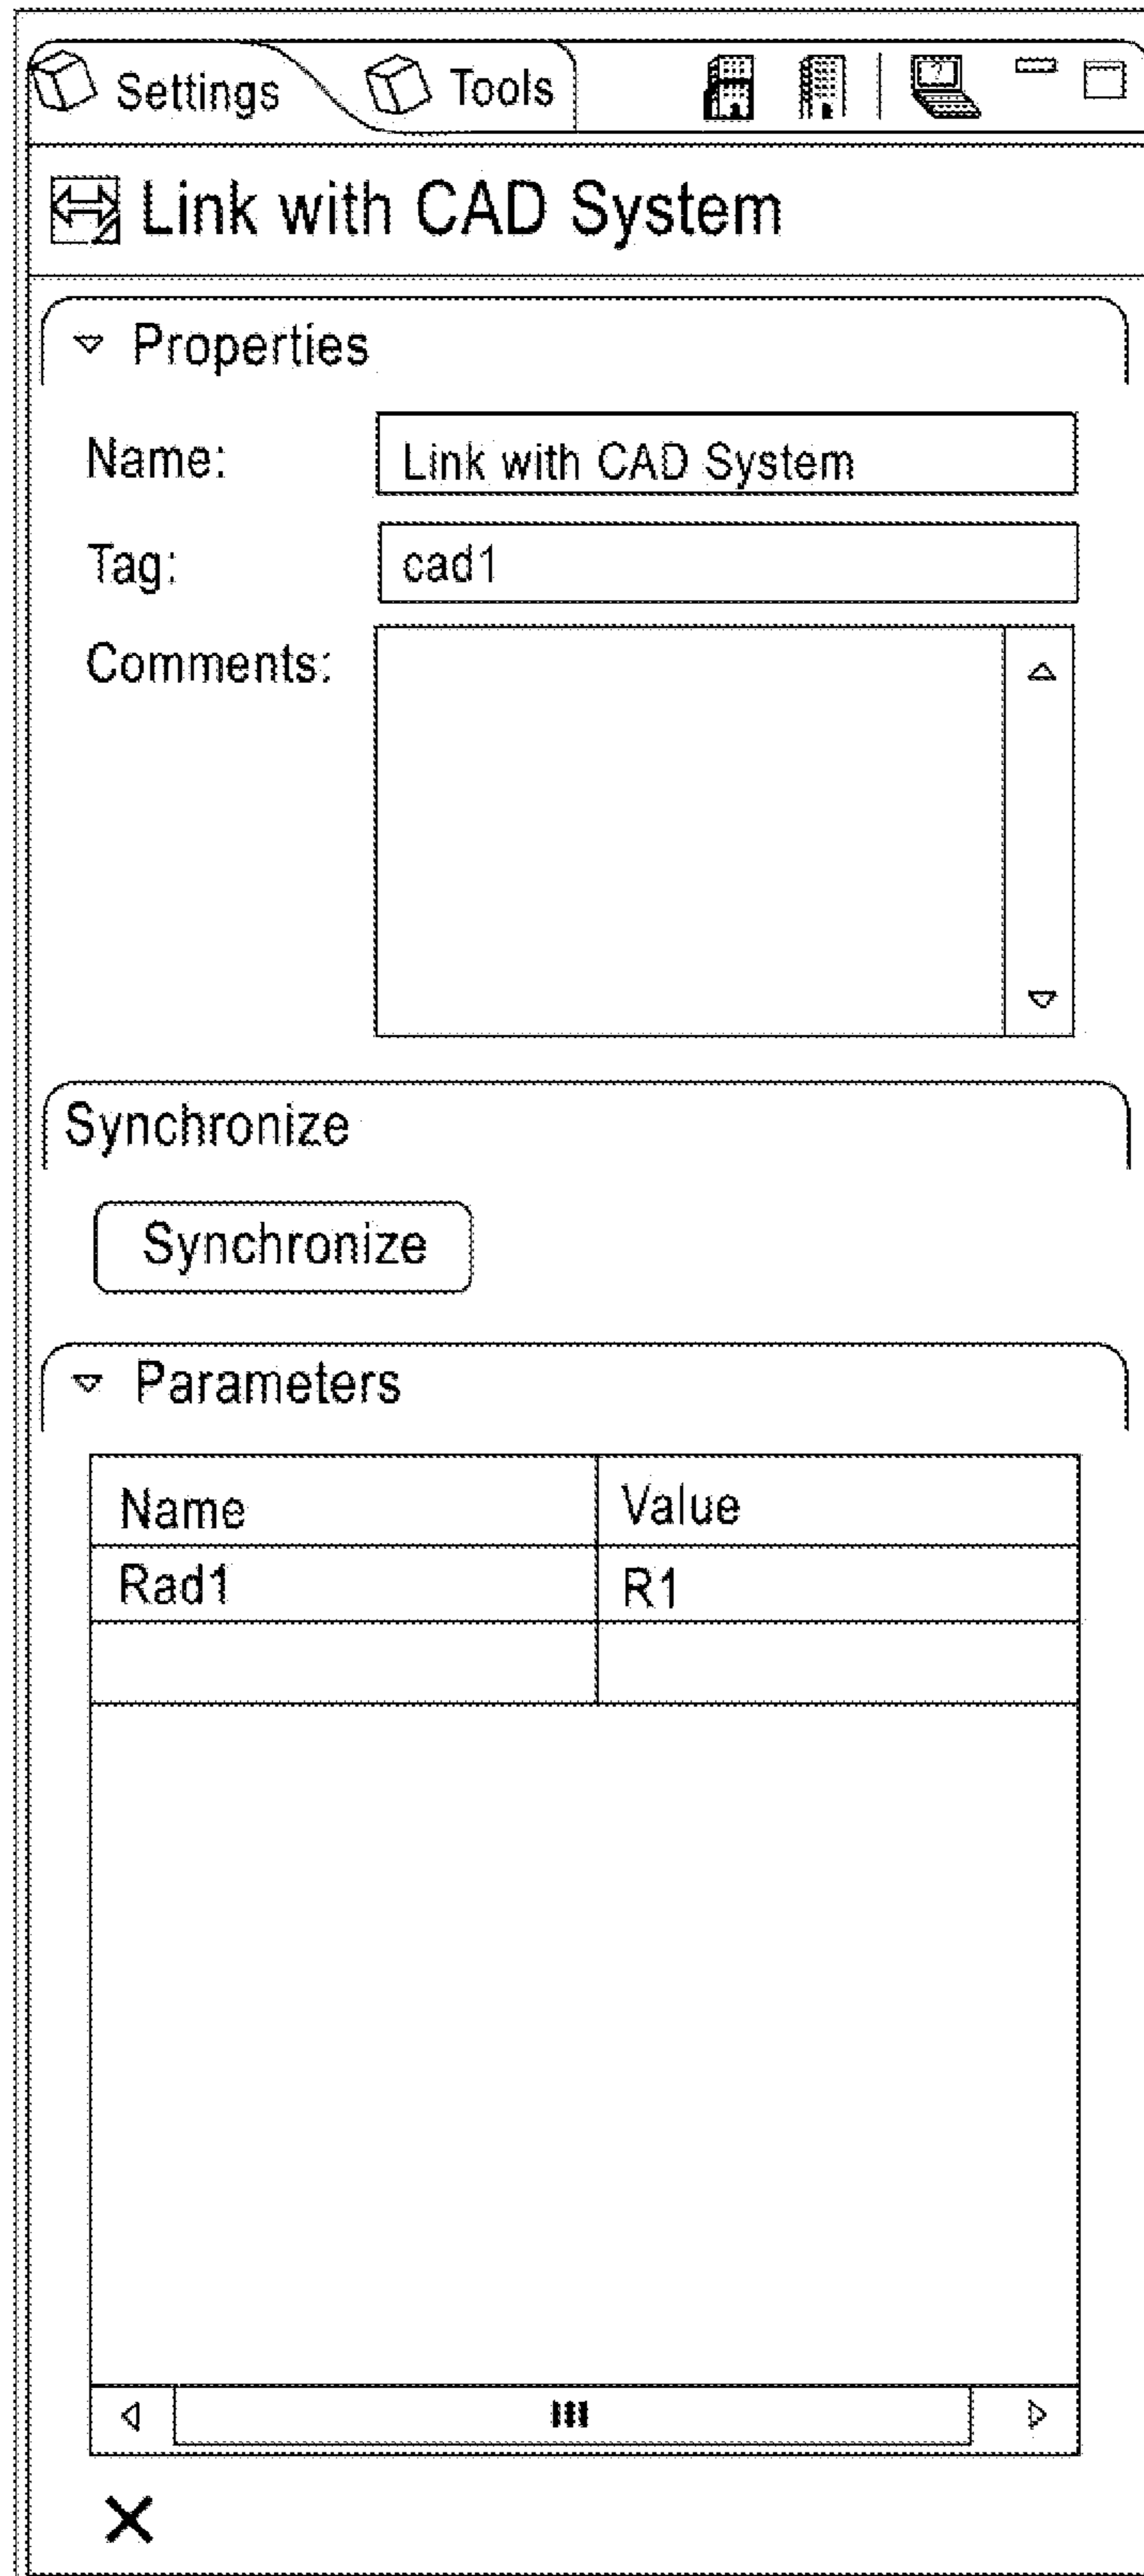 Settings Tools
Link with CAD System
Properties
Name: Link with CAD System
Tag: cad1
Comments:
Synchronize
Synchronize
Parameters
Name Value
Rad1 R1